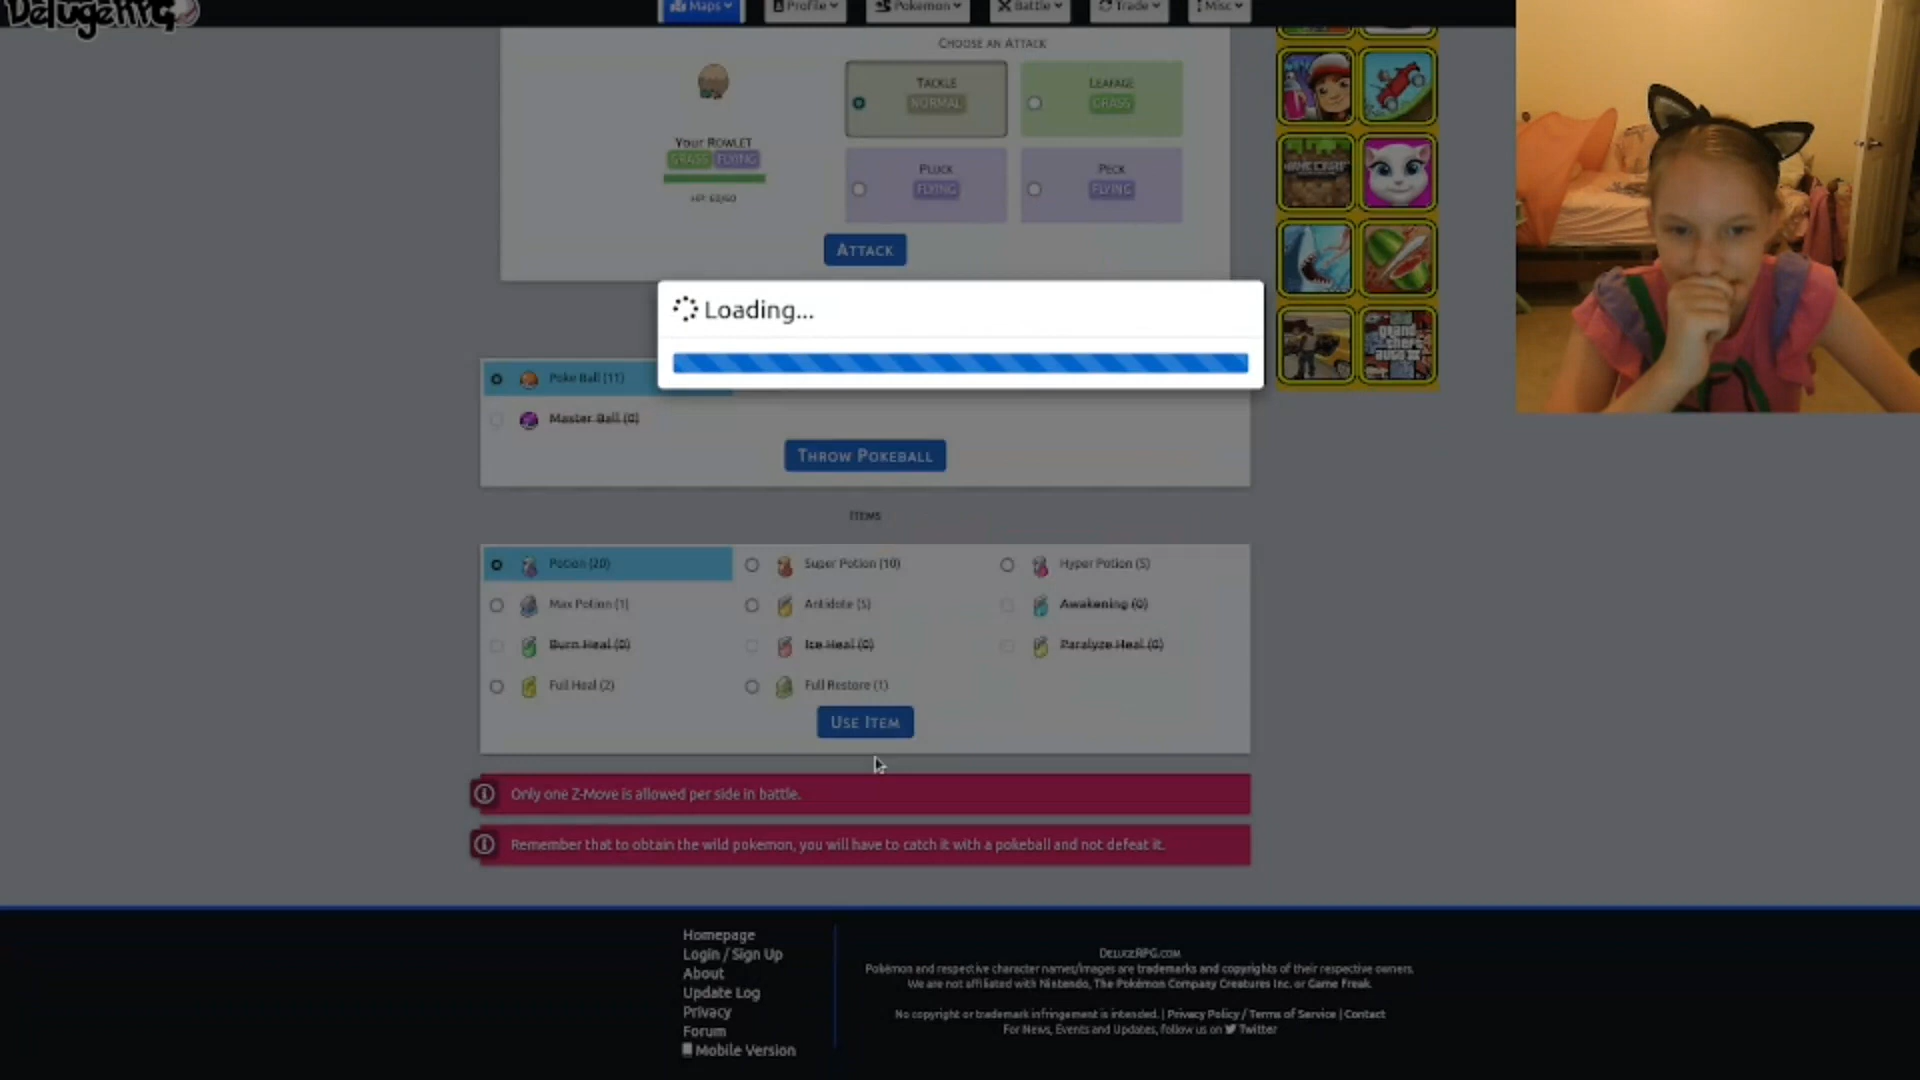 DelugeRPG
Maps Profile Pokemon Battle Trade Misc
Choose an Attack
Tackle
Normal
Leafage
Grass
Your Rowlet
Grass Flying
Pluck
Flying
Peck
Flying
Attack
Loading...
Poke Ball (11)
Master Ball (0)
Throw Pokeball
Items
Potion (20) Super Potion (10) Hyper Potion (5)
Max Potion (1) Antidote (5) Awakening (0)
Burn Heal (0) Ice Heal (0) Paralyze Heal (0)
Full Heal (2) Full Restore (1)
Use Item
Only one Z-Move is allowed per side in battle.
Remember that to obtain the wild pokemon, you will have to catch it with a pokeball and not defeat it.
Homepage
Login / Sign Up
About
Update Log
Privacy
Forum
Mobile Version
DelugeRPG.com
Pokémon and respective character names/images are trademarks and copyrights of their respective owners.
We are not affiliated with Nintendo, The Pokémon Company Creatures Inc. or Game Freak.
No copyright or trademark infringement is intended. | Privacy Policy / Terms of Service | Contact
For News, Events and Updates, follow us on Twitter